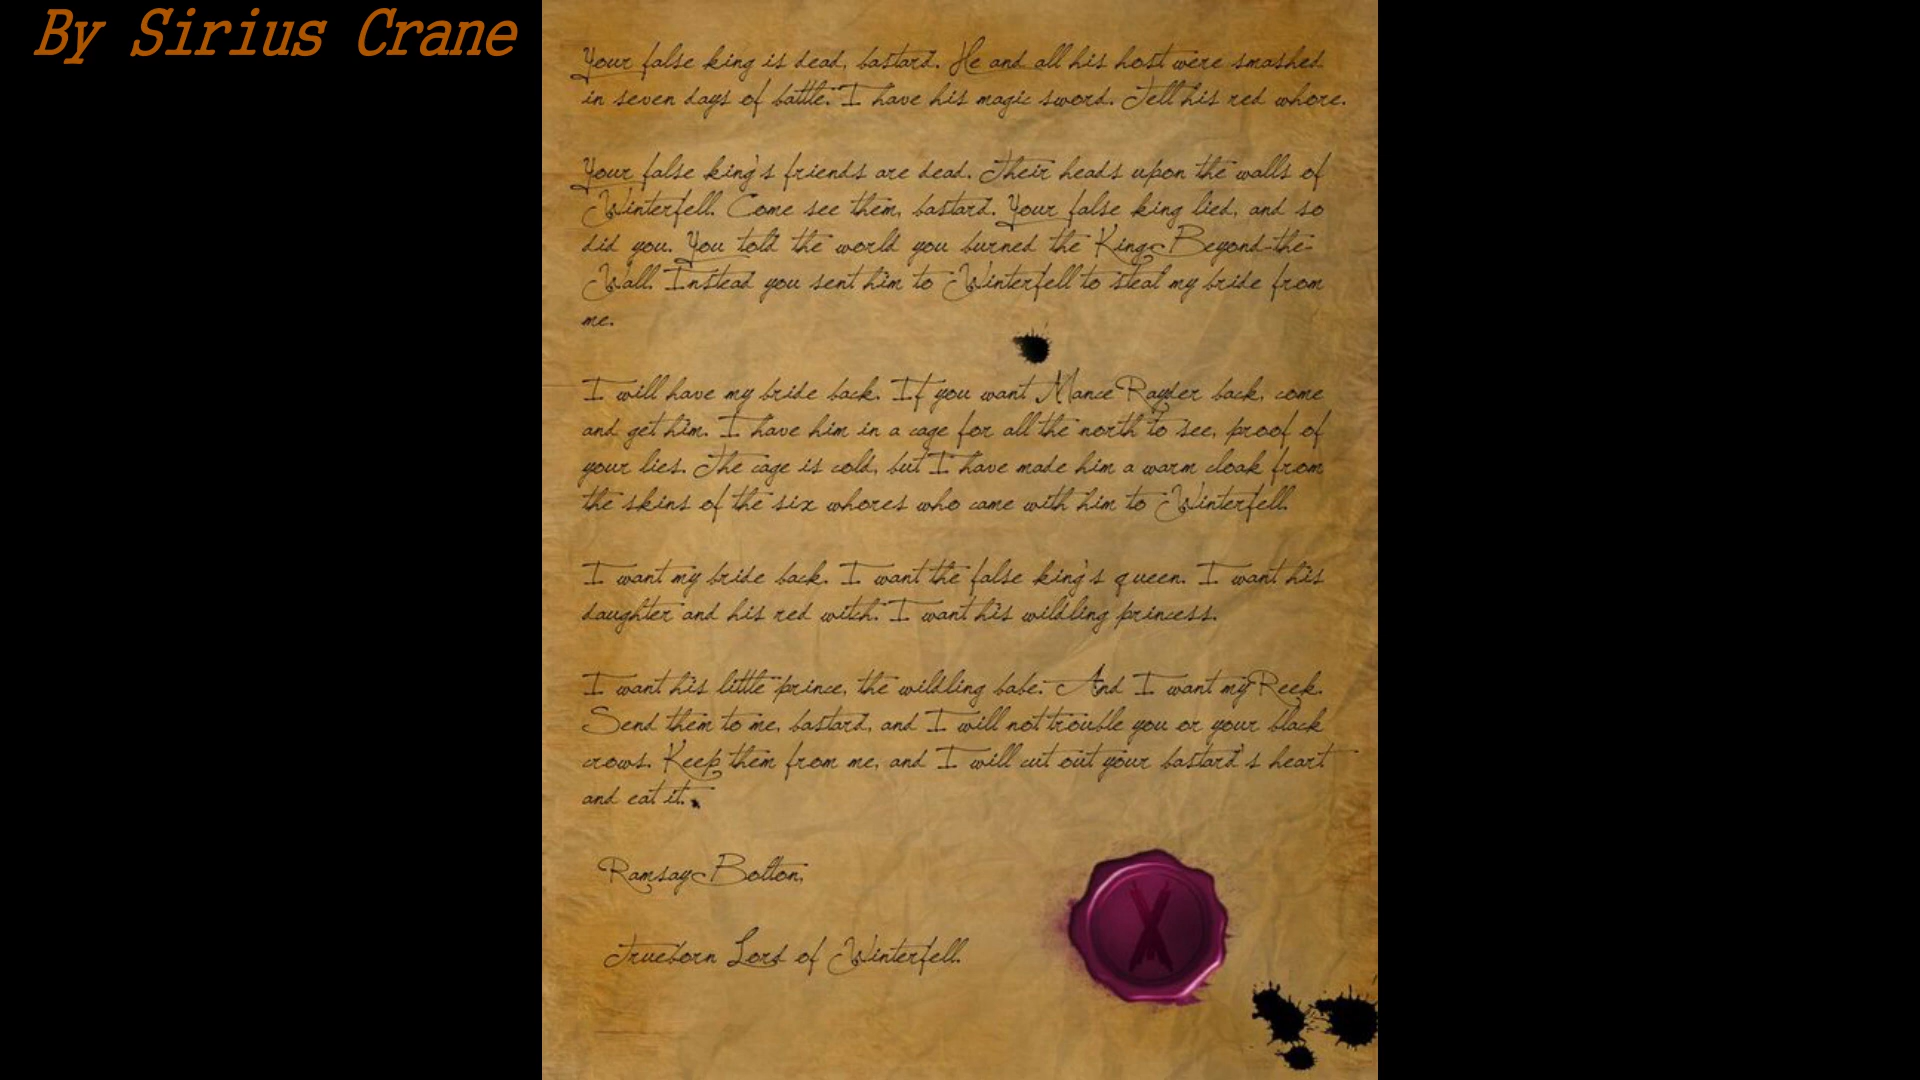 By Sirius Crane
Your false king is dead, bastard. He and all his host were smashed
in seven days of battle. I have his magic sword. Tell his red whore.
Your false king's friends are dead. Their heads upon the walls of
Winterfell. Come see them, bastard. Your false king lied, and so
did you. You told the world you burned the King-Beyond-the-
Wall. Instead you sent him to Winterfell to steal my bride from
me.
I will have my bride back. If you want Mance Rayder back, come
and get him. I have him in a cage for all the north to see, proof of
your lies. The cage is cold, but I have made him a warm cloak from
the skins of the six whores who came with him to Winterfell.
I want my bride back. I want the false king's queen. I want his
daughter and his red witch. I want his wildling princess.
I want his little prince, the wildling babe. And I want my Reek.
Send them to me, bastard, and I will not trouble you or your black
crows. Keep them from me, and I will cut out your bastard's heart
and eat it.
Ramsay Bolton,
Trueborn Lord of Winterfell.